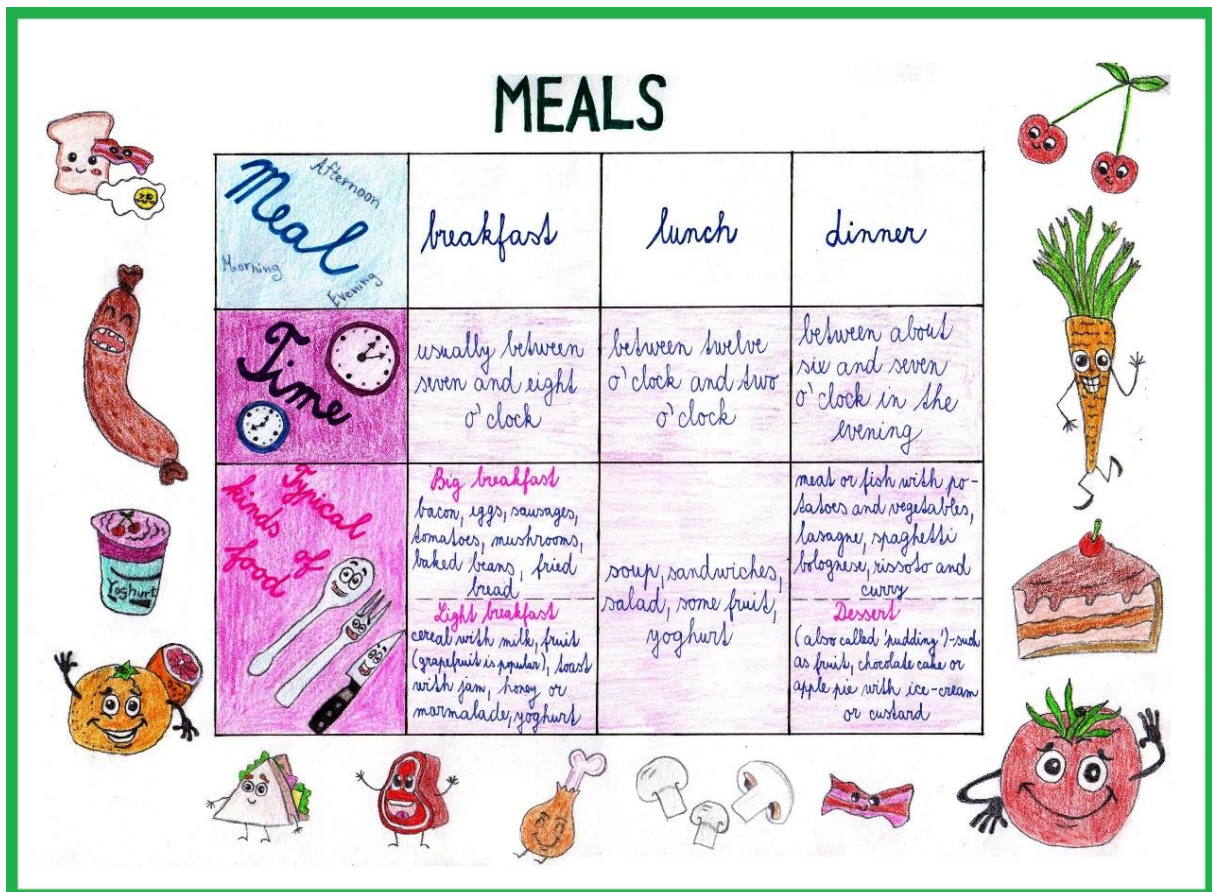 MEALS
Meal
Afternoon
Morning
Evening
breakfast
lunch
dinner
Time
usually between
seven and eight
o'clock
between twelve
o'clock and two
o'clock
between about
six and seven
o'clock in the
evening
Typical
kinds of
food
Big breakfast
bacon, eggs, sausages,
tomatoes, mushrooms,
baked beans, fried
bread
Light breakfast
cereal with milk, fruit
(grapefruit is popular), toast
with jam, honey or
marmalade, yoghurt
soup, sandwiches,
salad, some fruit,
yoghurt
meat or fish with po-
tatoes and vegetables,
lasagne, spaghetti
bolognese, rissoto and
curry
Dessert
(also called 'pudding')-such
as fruit, chocolate cake or
apple pie with ice-cream
or custard
Yoghurt